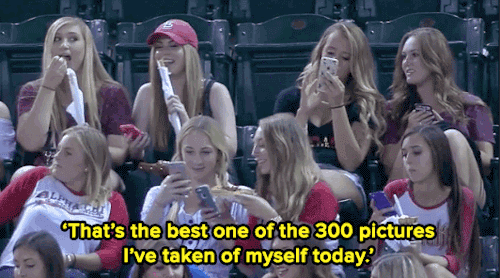 ‘That's the best one of the 300 pictures
I've taken of myself today.’